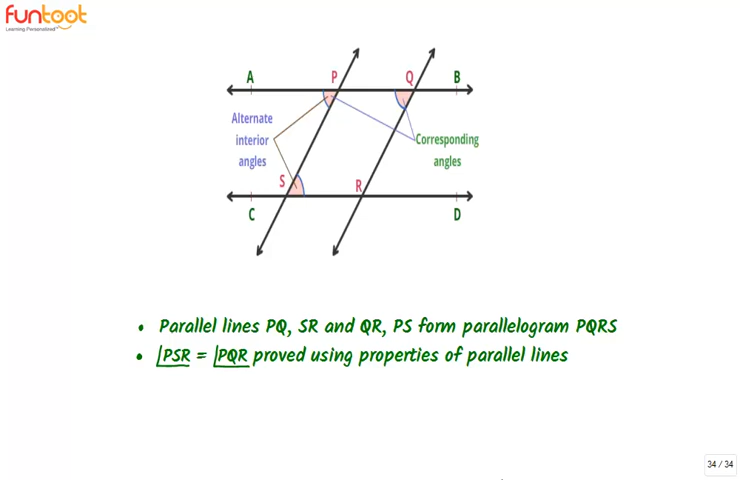 funtoot
Learning Personalized
A P Q B
Alternate
interior
angles
Corresponding
angles
S R
C D
• Parallel lines PQ, SR and QR, PS form parallelogram PQRS
• ∠PSR = ∠PQR proved using properties of parallel lines
34 / 34